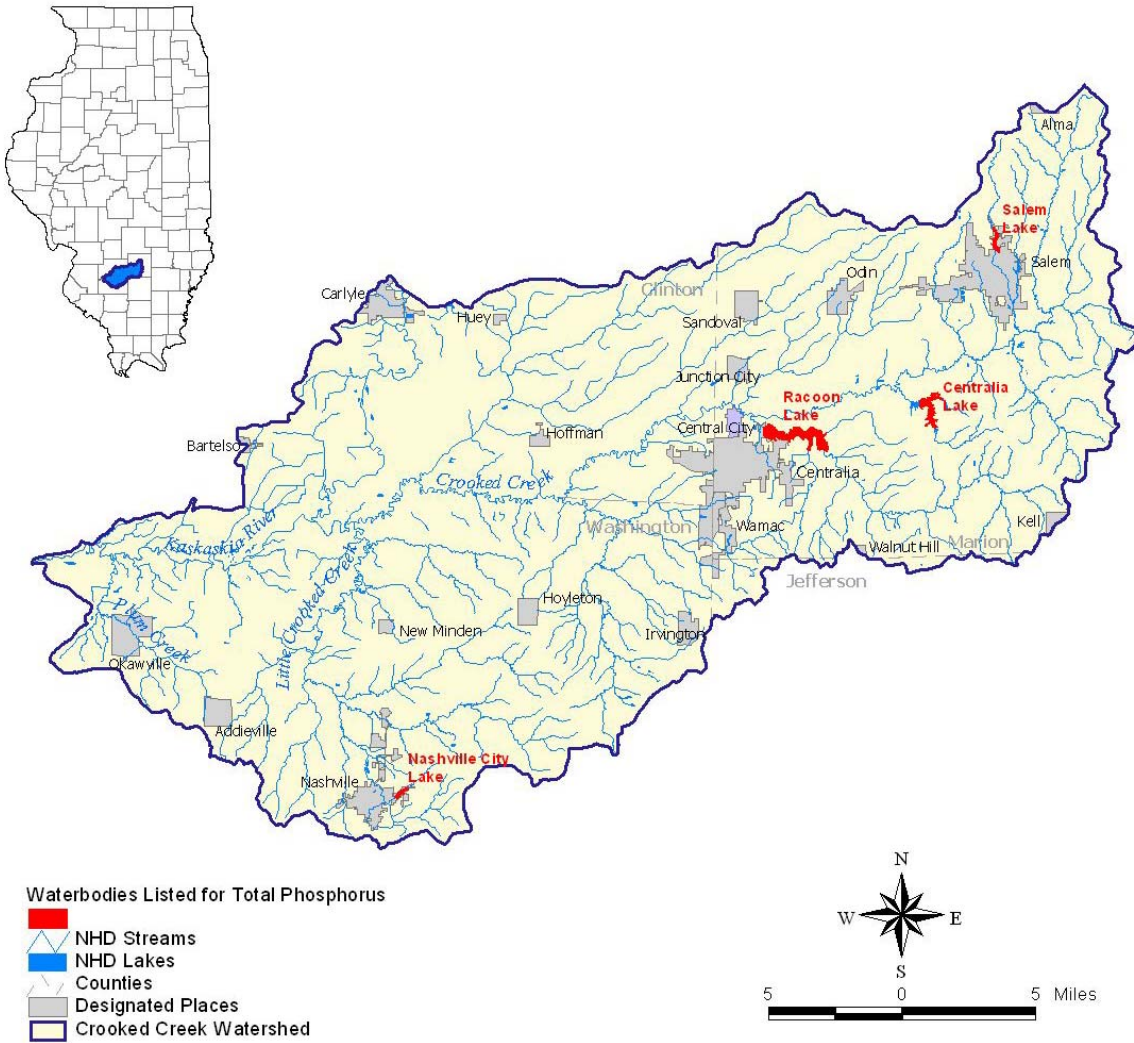 Alma
Salem
Lake
Salem
Odin
Clinton
Carlyle
Huey
Sandoval
Junction City
Centralia
Lake
Racoon
Lake
Bartelso
Hoffman
Central City
Centralia
Crooked Creek
Washington
Wamac
Kell
Kaskaskia River
Walnut Hill
Marion
Jefferson
Little Crooked Creek
Hoyleton
Plum Creek
New Minden
Irvington
Okawville
Addieville
Nashville City
Lake
Nashville
Waterbodies Listed for Total Phosphorus
NHD Streams
NHD Lakes
Counties
Designated Places
Crooked Creek Watershed
N
W E
S
5 0 5 Miles